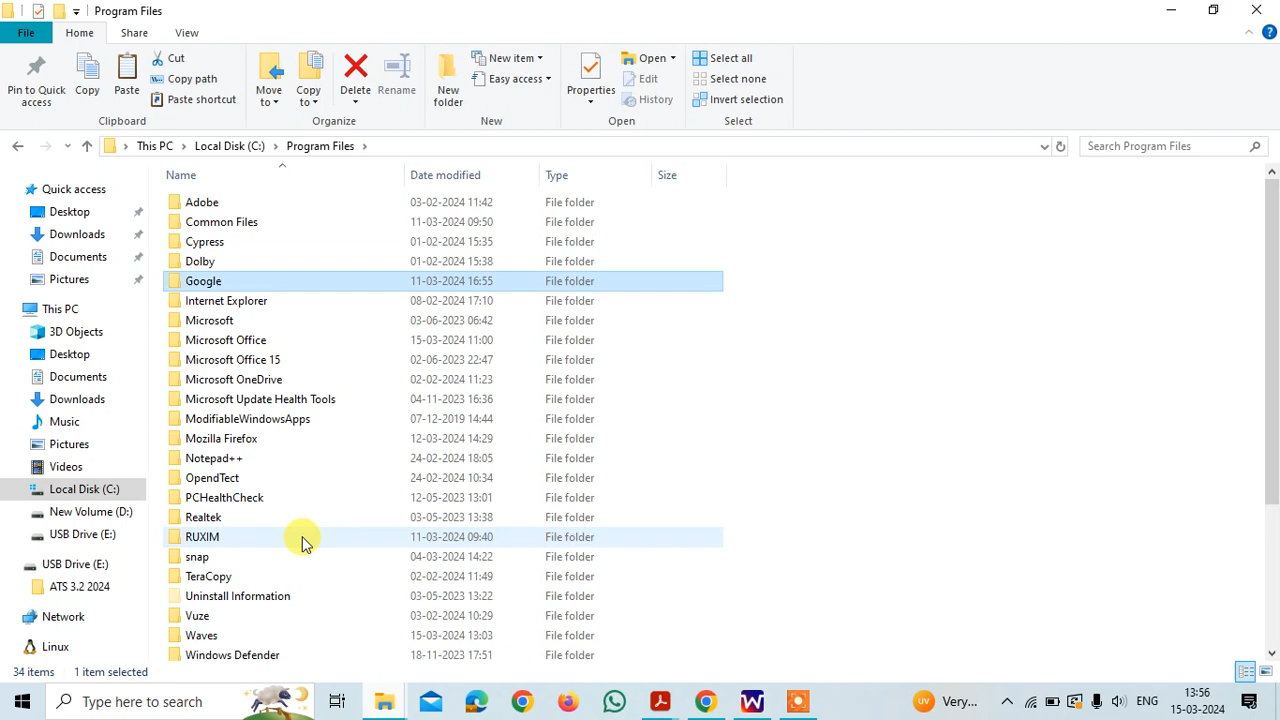 Program Files
File Home Share View
Pin to Quick access
Copy
Paste
Cut
Copy path
Paste shortcut
Clipboard
Move to
Copy to
Delete
Rename
Organize
New folder
New item
Easy access
New
Properties
Open
Edit
History
Open
Select all
Select none
Invert selection
Select
This PC > Local Disk (C:) > Program Files >
Search Program Files
Quick access
Desktop
Downloads
Documents
Pictures
This PC
3D Objects
Desktop
Documents
Downloads
Music
Pictures
Videos
Local Disk (C:)
New Volume (D:)
USB Drive (E:)
USB Drive (E:)
ATS 3.2 2024
Network
Linux
Name Date modified Type Size
Adobe 03-02-2024 11:42 File folder
Common Files 11-03-2024 09:50 File folder
Cypress 01-02-2024 15:35 File folder
Dolby 01-02-2024 15:38 File folder
Google 11-03-2024 16:55 File folder
Internet Explorer 08-02-2024 17:10 File folder
Microsoft 03-06-2023 06:42 File folder
Microsoft Office 15-03-2024 11:00 File folder
Microsoft Office 15 02-06-2023 22:47 File folder
Microsoft OneDrive 02-02-2024 11:23 File folder
Microsoft Update Health Tools 04-11-2023 16:36 File folder
ModifiableWindowsApps 07-12-2019 14:44 File folder
Mozilla Firefox 12-03-2024 14:29 File folder
Notepad++ 24-02-2024 18:05 File folder
OpendTect 24-02-2024 10:34 File folder
PCHealthCheck 12-05-2023 13:01 File folder
Realtek 03-05-2023 13:38 File folder
RUXIM 11-03-2024 09:40 File folder
snap 04-03-2024 14:22 File folder
TeraCopy 02-02-2024 11:49 File folder
Uninstall Information 03-05-2023 13:22 File folder
Vuze 03-02-2024 10:29 File folder
Waves 15-03-2024 13:03 File folder
Windows Defender 18-11-2023 17:51 File folder
34 items 1 item selected
Type here to search
UV Very... ENG
13:56
15-03-2024